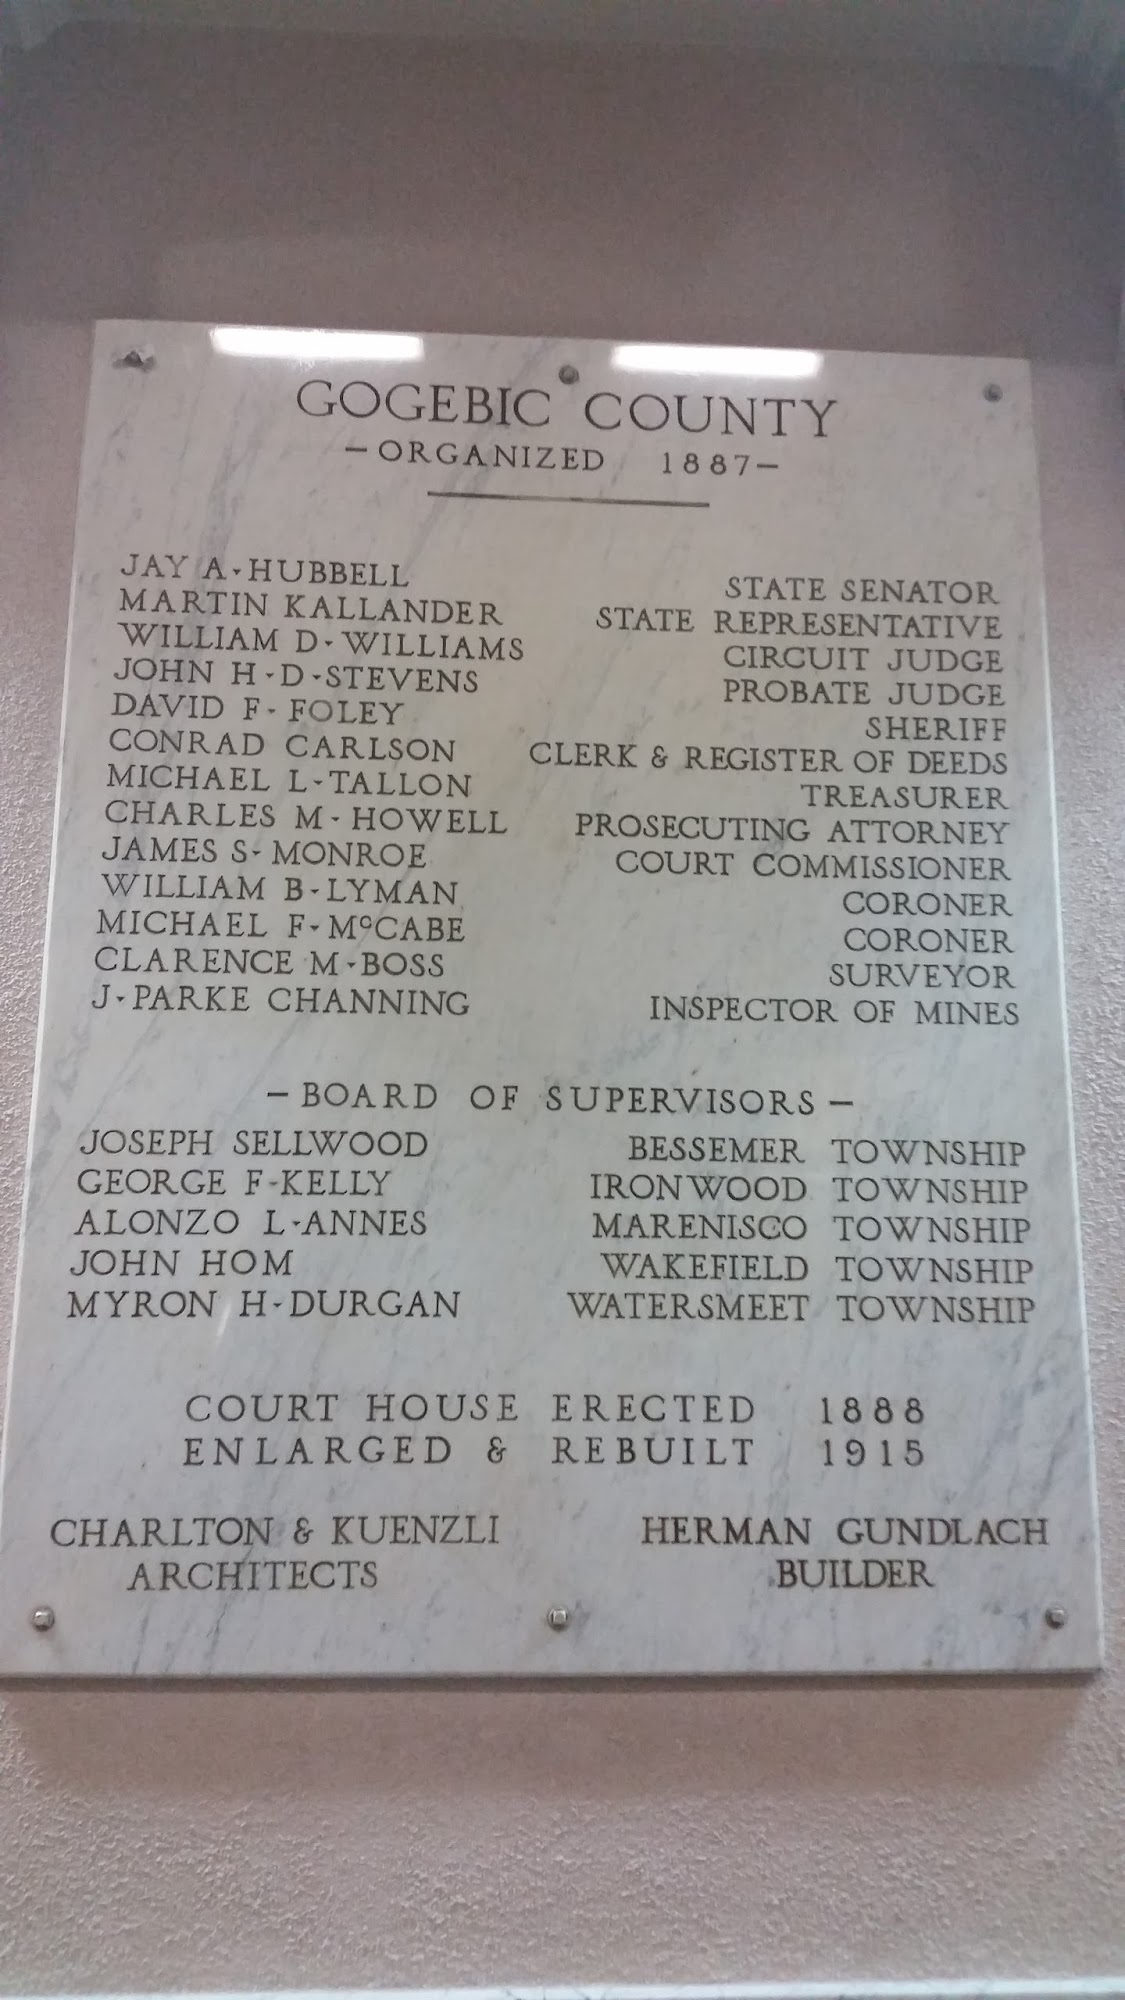 GOGEBIC COUNTY
-ORGANIZED 1887-
JAY A-HUBBELL STATE SENATOR
MARTIN KALLANDER STATE REPRESENTATIVE
WILLIAM D-WILLIAMS CIRCUIT JUDGE
JOHN H-D-STEVENS PROBATE JUDGE
DAVID F-FOLEY SHERIFF
CONRAD CARLSON CLERK & REGISTER OF DEEDS
MICHAEL L-TALLON TREASURER
CHARLES M-HOWELL PROSECUTING ATTORNEY
JAMES S-MONROE COURT COMMISSIONER
WILLIAM B-LYMAN CORONER
MICHAEL F-McCABE CORONER
CLARENCE M-BOSS SURVEYOR
J-PARKE CHANNING INSPECTOR OF MINES
-BOARD OF SUPERVISORS-
JOSEPH SELLWOOD BESSEMER TOWNSHIP
GEORGE F-KELLY IRONWOOD TOWNSHIP
ALONZO L-ANNES MARENISCO TOWNSHIP
JOHN HOM WAKEFIELD TOWNSHIP
MYRON H-DURGAN WATERSMEET TOWNSHIP
COURT HOUSE ERECTED 1888
ENLARGED & REBUILT 1915
CHARLTON & KUENZLI HERMAN GUNDLACH
ARCHITECTS BUILDER